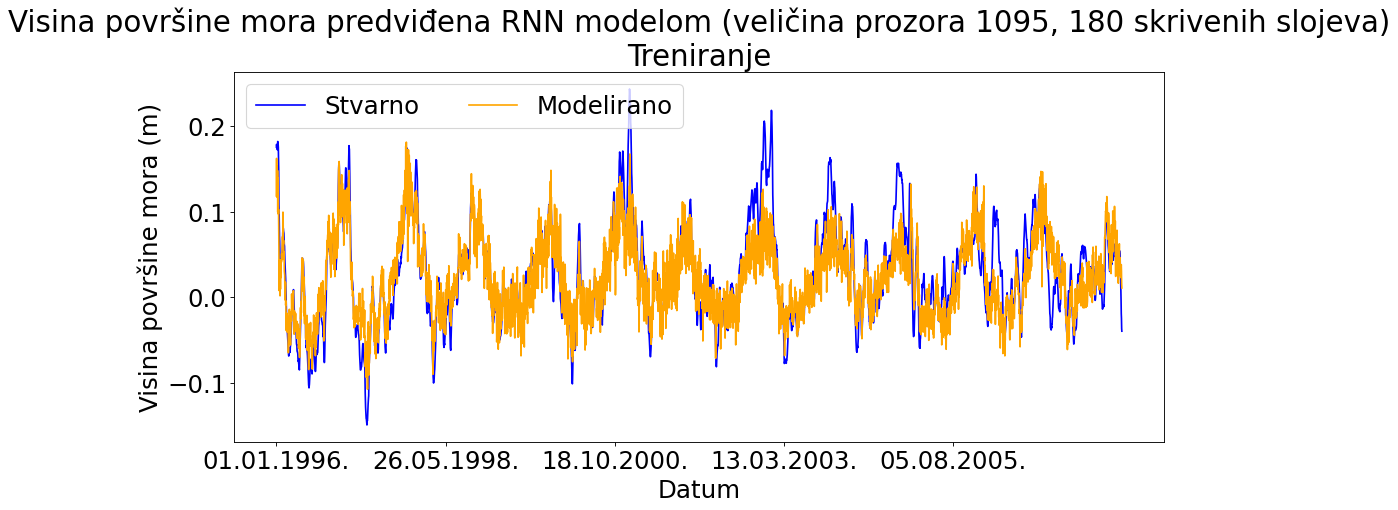 Visina površine mora predviđena RNN modelom (veličina prozora 1095, 180 skrivenih slojeva)
Treniranje
Stvarno
Modelirano
Visina površine mora (m)
0.2
0.1
0.0
−0.1
01.01.1996.
26.05.1998.
18.10.2000.
13.03.2003.
05.08.2005.
Datum